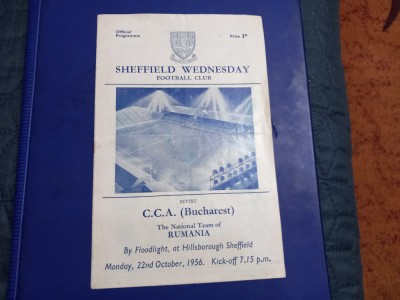 Official
Programme
Price 3ᴰ
SHEFFIELD WEDNESDAY
FOOTBALL CLUB
C.C.A. (Bucharest)
The National Team of
RUMANIA
By Floodlight, at Hillsborough Sheffield
Monday, 22nd October, 1956. Kick-off 7.15 p.m.